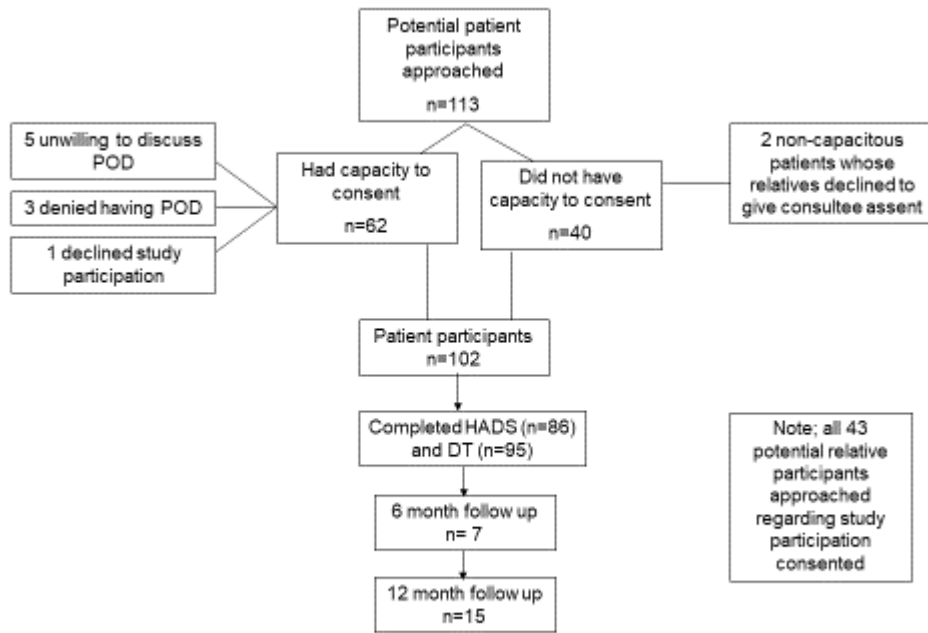 Potential patient
participants
approached
n=113
5 unwilling to discuss
POD
3 denied having POD
1 declined study
participation
Had capacity to
consent
n=62
Did not have
capacity to consent
n=40
2 non-capacitous
patients whose
relatives declined to
give consultee assent
Patient participants
n=102
Completed HADS (n=86)
and DT (n=95)
6 month follow up
n= 7
12 month follow up
n=15
Note; all 43
potential relative
participants
approached
regarding study
participation
consented